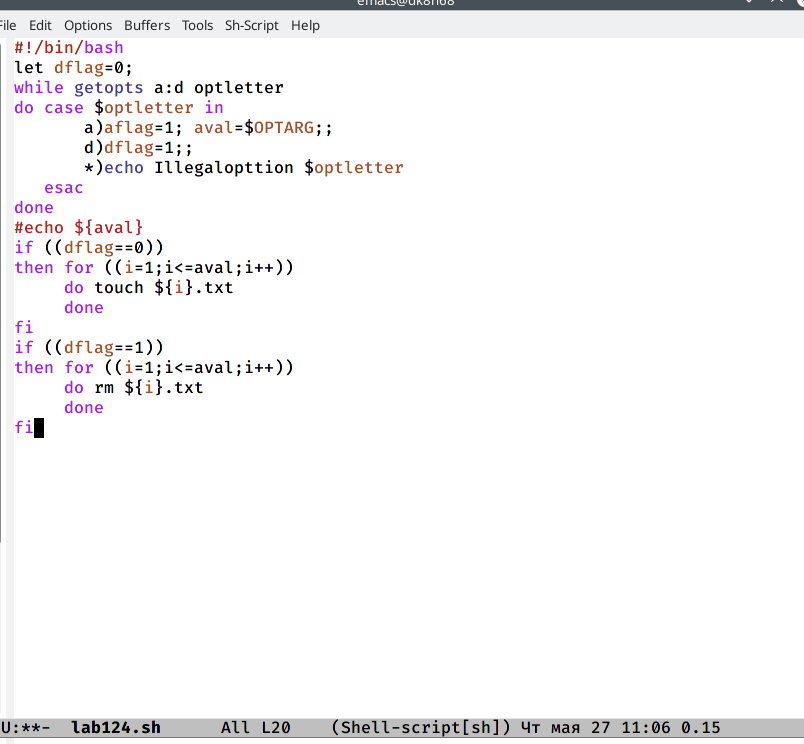 emacs@dk8n68
File Edit Options Buffers Tools Sh-Script Help
#!/bin/bash
let dflag=0;
while getopts a:d optletter
do case $optletter in
       a)aflag=1; aval=$OPTARG;;
       d)dflag=1;;
       *)echo Illegalopttion $optletter
   esac
done
#echo ${aval}
if ((dflag==0))
then for ((i=1;i<=aval;i++))
     do touch ${i}.txt
     done
fi
if ((dflag==1))
then for ((i=1;i<=aval;i++))
     do rm ${i}.txt
     done
fi
U:**-  lab124.sh      All L20    (Shell-script[sh]) Чт мая 27 11:06 0.15